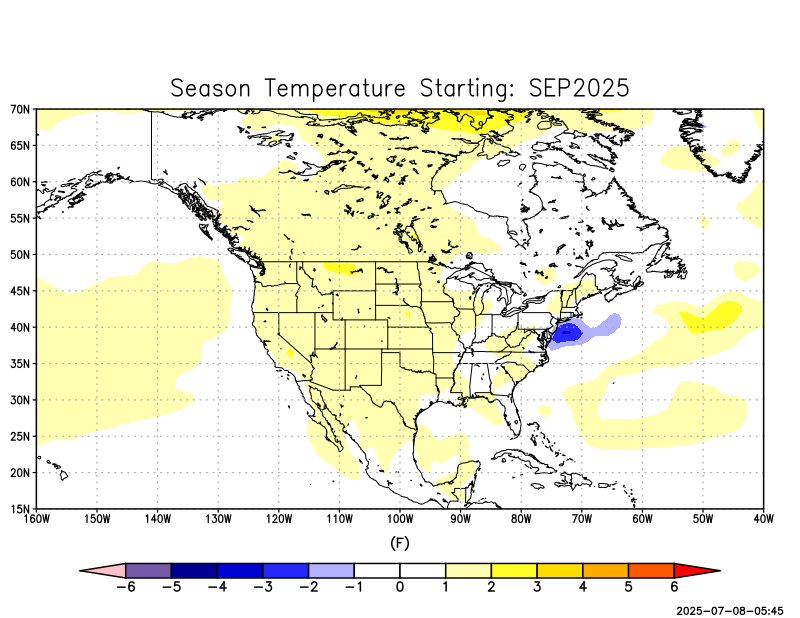 Season Temperature Starting: SEP2025
70N
65N
60N
55N
50N
45N
40N
35N
30N
25N
20N
15N
160W 150W 140W 130W 120W 110W 100W 90W 80W 70W 60W 50W 40W
(F)
−6 −5 −4 −3 −2 −1 0 1 2 3 4 5 6
2025-07-08-05:45